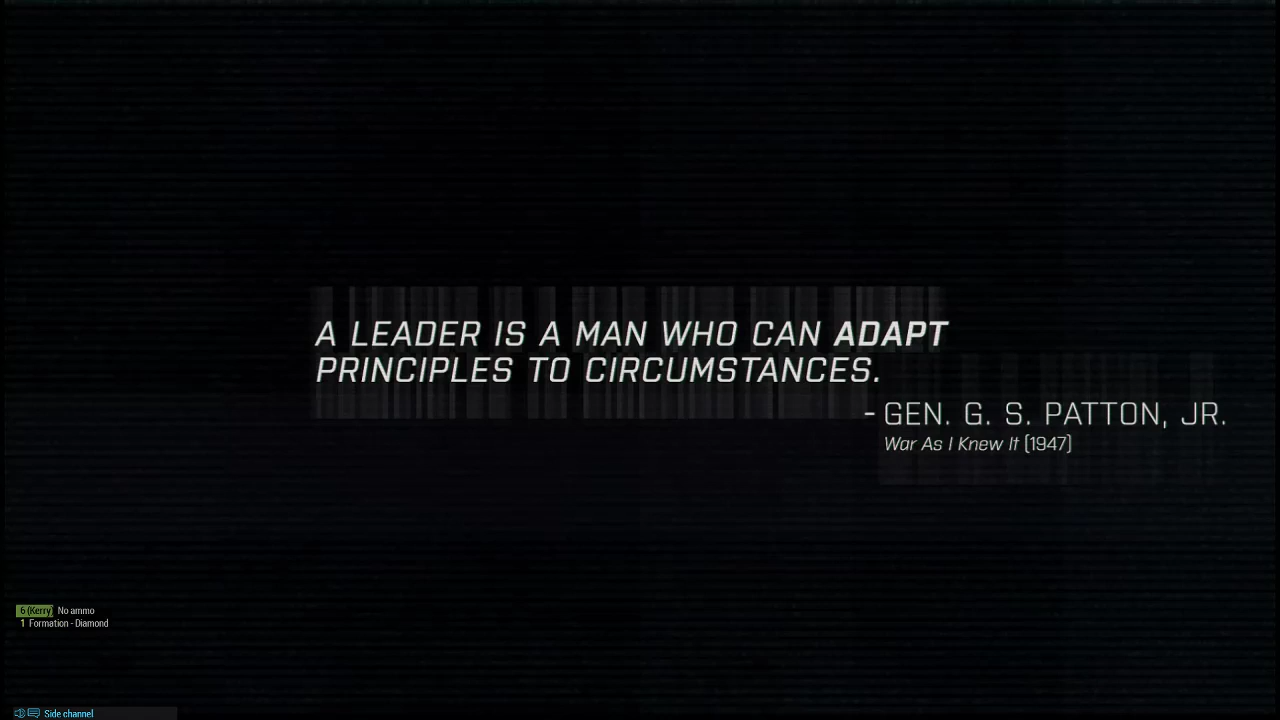 A LEADER IS A MAN WHO CAN ADAPT
PRINCIPLES TO CIRCUMSTANCES.
- GEN. G. S. PATTON, JR.
War As I Knew It (1947)
6 (Kerry) No ammo
1 Formation - Diamond
Side channel